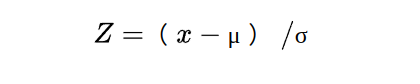 Z = ( x − μ ) /σ